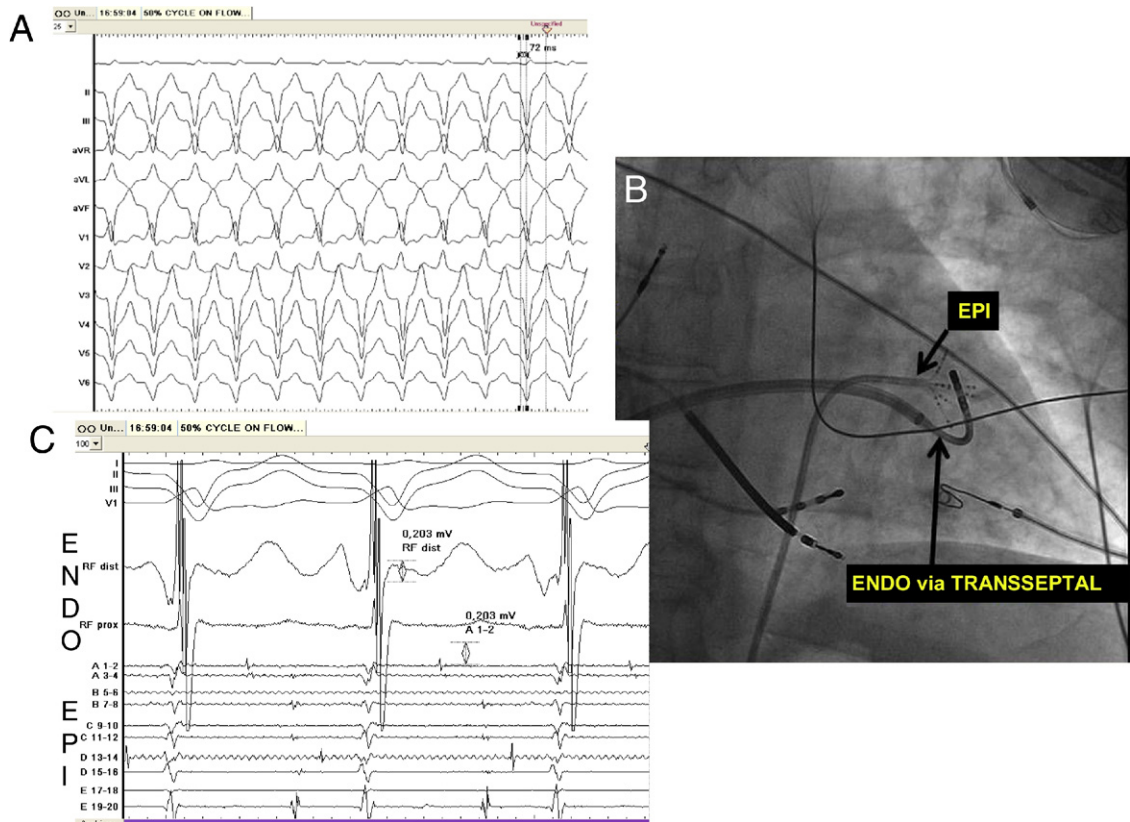 A
Un... 16:59:04 50% CYCLE ON FLOW...
25
Unspecified
72 ms
II
III
aVR
aVL
aVF
V1
V2
V3
V4
V5
V6
B
EPI
ENDO via TRANSSEPTAL
C
Un... 16:59:04 50% CYCLE ON FLOW...
100
I
II
III
V1
ENDO
EPI
0,203 mV
RF dist
RF dist
0,203 mV
A 1-2
RF prox
A 1-2
A 3-4
B 5-6
B 7-8
C 9-10
C 11-12
D 13-14
D 15-16
E 17-18
E 19-20